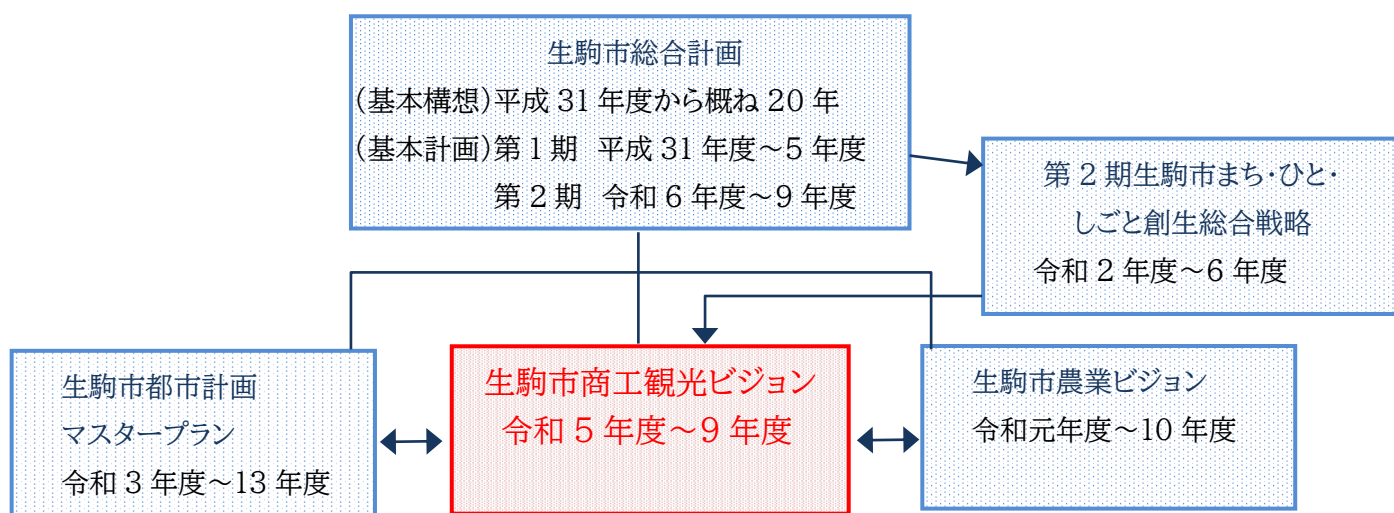 生駒市総合計画
(基本構想)平成 31 年度から概ね 20 年
(基本計画)第 1 期 平成 31 年度～5 年度
第 2 期 令和 6 年度～9 年度
第 2 期生駒市まち・ひと・
しごと創生総合戦略
令和 2 年度～6 年度
生駒市都市計画
マスタープラン
令和 3 年度～13 年度
生駒市商工観光ビジョン
令和 5 年度～9 年度
生駒市農業ビジョン
令和元年度～10 年度